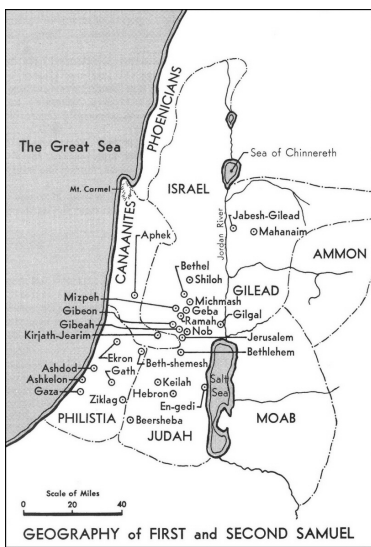 PHOENICIANS
The Great Sea
Sea of Chinnereth
Mt. Carmel
ISRAEL
CANAANITES
Jordan River
Jabesh-Gilead
Mahanaim
Aphek
AMMON
Bethel
Shiloh
GILEAD
Mizpeh
Michmash
Gibeon
Geba
Ramah
Gilgal
Gibeah
Nob
Kirjath-Jearim
Jerusalem
Ekron
Beth-shemesh
Bethlehem
Ashdod
Gath
Ashkelon
Keilah
Salt
Sea
Gaza
Hebron
Ziklag
En-gedi
MOAB
PHILISTIA
Beersheba
JUDAH
Scale of Miles
0 20 40
GEOGRAPHY of FIRST and SECOND SAMUEL